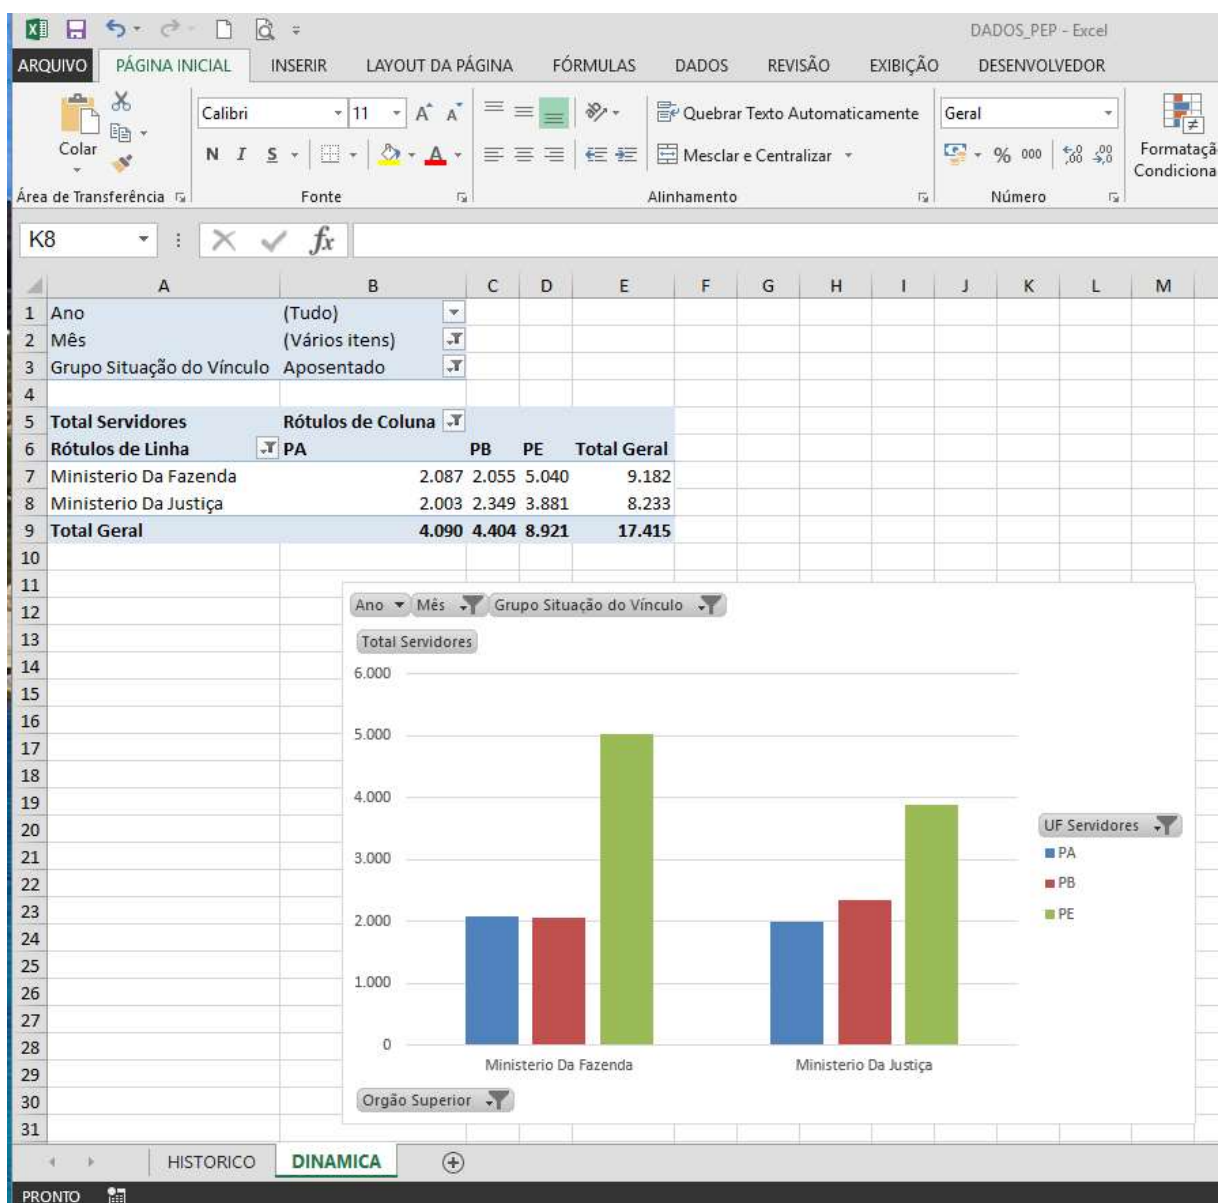 DADOS_PEP - Excel
ARQUIVO PÁGINA INICIAL INSERIR LAYOUT DA PÁGINA FÓRMULAS DADOS REVISÃO EXIBIÇÃO DESENVOLVEDOR
Colar
Calibri 11 A A
N I S A
Quebrar Texto Automaticamente
Mesclar e Centralizar
Geral
% 000 ,00 ,0
Formataçã
Condiciona
Área de Transferência Fonte Alinhamento Número
K8 fx
A B C D E F G H I J K L M
1 Ano (Tudo)
2 Mês (Vários itens)
3 Grupo Situação do Vínculo Aposentado
4
5 Total Servidores Rótulos de Coluna
6 Rótulos de Linha PA PB PE Total Geral
7 Ministerio Da Fazenda 2.087 2.055 5.040 9.182
8 Ministerio Da Justiça 2.003 2.349 3.881 8.233
9 Total Geral 4.090 4.404 8.921 17.415
10
11
12
13
14
15
16
17
18
19
20
21
22
23
24
25
26
27
28
29
30
31
Ano Mês Grupo Situação do Vínculo
Total Servidores
6.000
5.000
4.000
3.000
2.000
1.000
0
Ministerio Da Fazenda Ministerio Da Justiça
UF Servidores
PA
PB
PE
Orgão Superior
HISTORICO DINAMICA
PRONTO